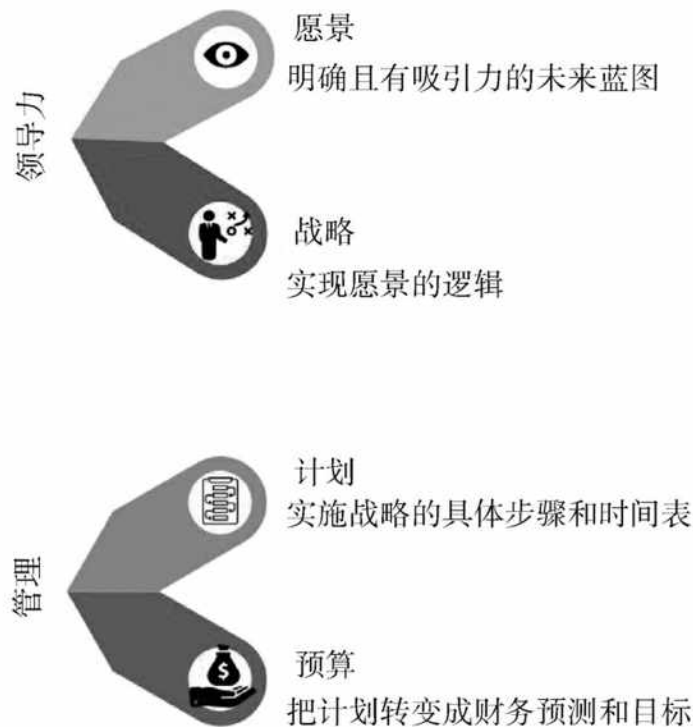 领导力
愿景
明确且有吸引力的未来蓝图
战略
实现愿景的逻辑
管理
计划
实施战略的具体步骤和时间表
预算
把计划转变成财务预测和目标